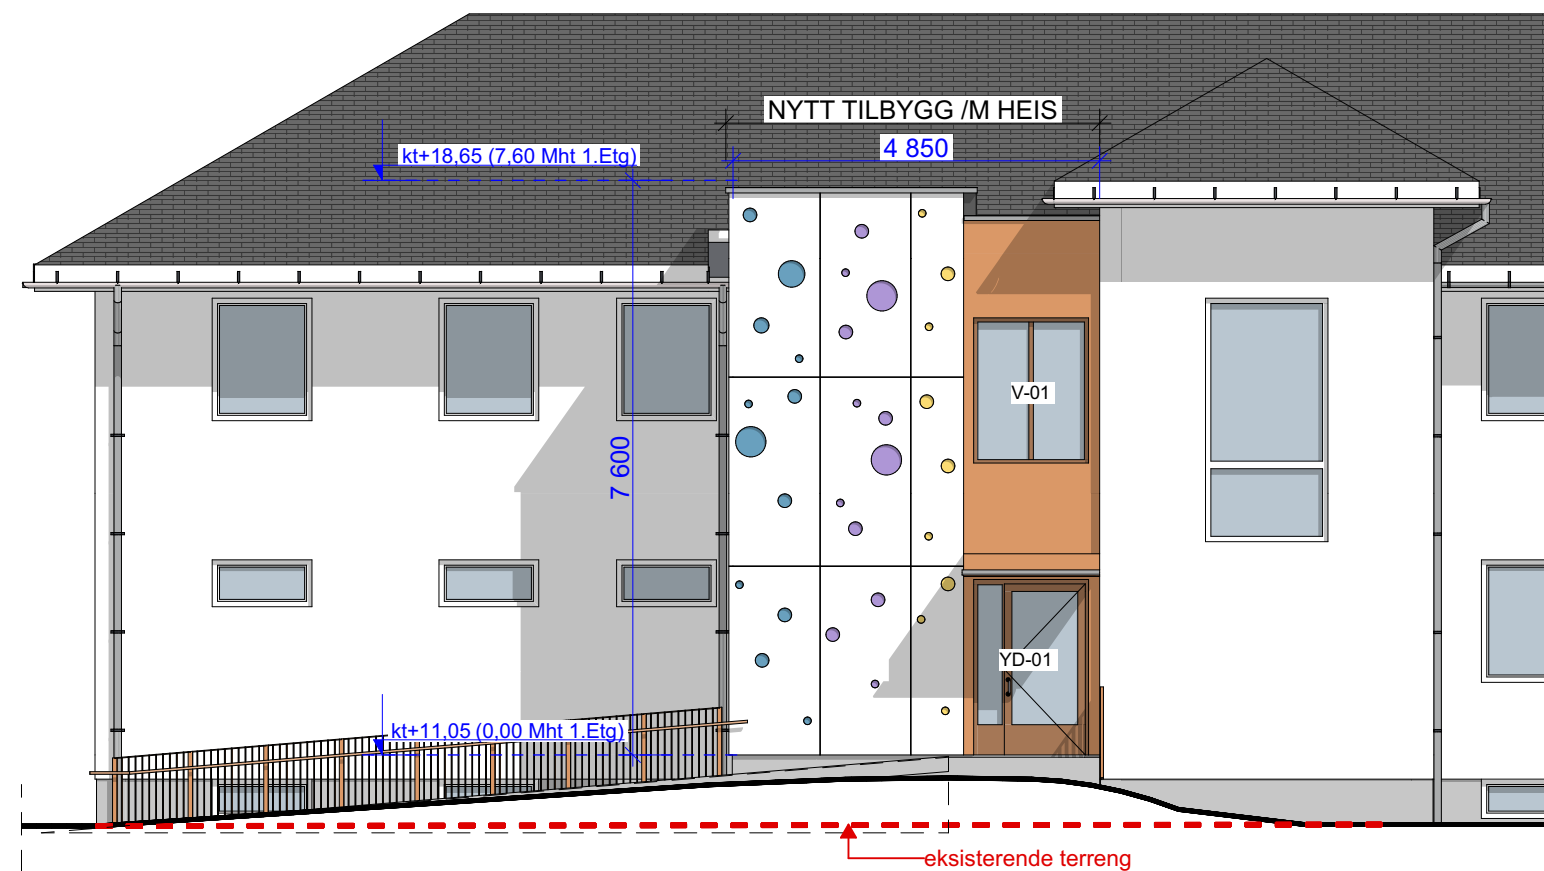 NYTT TILBYGG /M HEIS
4 850
kt+18,65 (7,60 Mht 1.Etg)
V-01
7 600
YD-01
kt+11,05 (0,00 Mht 1.Etg)
eksisterende terreng